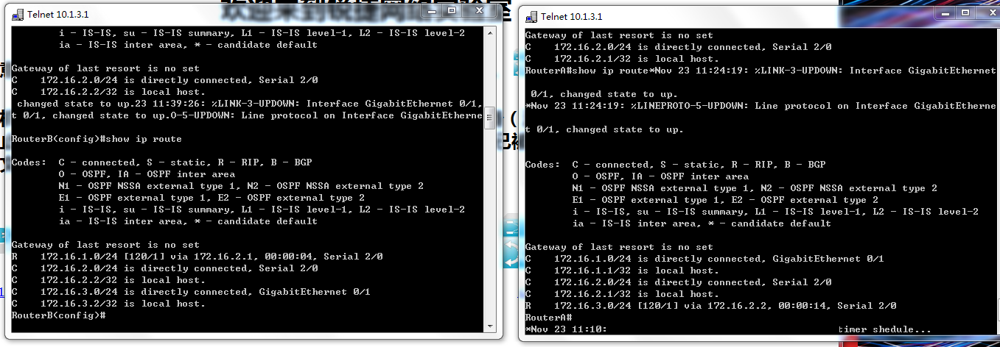 Telnet 10.1.3.1
i - IS-IS, su - IS-IS summary, L1 - IS-IS level-1, L2 - IS-IS level-2
ia - IS-IS inter area, * - candidate default
Gateway of last resort is no set
C 172.16.2.0/24 is directly connected, Serial 2/0
C 172.16.2.2/32 is local host.
changed state to up.23 11:39:26: %LINK-3-UPDOWN: Interface GigabitEthernet 0/1,
t 0/1, changed state to up.O-5-UPDOWN: Line protocol on Interface GigabitEtherne
RouterB(config)#show ip route
Codes: C - connected, S - static, R - RIP, B - BGP
O - OSPF, IA - OSPF inter area
N1 - OSPF NSSA external type 1, N2 - OSPF NSSA external type 2
E1 - OSPF external type 1, E2 - OSPF external type 2
i - IS-IS, su - IS-IS summary, L1 - IS-IS level-1, L2 - IS-IS level-2
ia - IS-IS inter area, * - candidate default
Gateway of last resort is no set
R 172.16.1.0/24 [120/1] via 172.16.2.1, 00:00:04, Serial 2/0
C 172.16.2.0/24 is directly connected, Serial 2/0
C 172.16.2.2/32 is local host.
C 172.16.3.0/24 is directly connected, GigabitEthernet 0/1
C 172.16.3.2/32 is local host.
RouterB(config)#
Telnet 10.1.3.1
Gateway of last resort is no set
C 172.16.2.0/24 is directly connected, Serial 2/0
C 172.16.2.1/32 is local host.
RouterA#show ip route*Nov 23 11:24:19: %LINK-3-UPDOWN: Interface GigabitEthernet
0/1, changed state to up.
*Nov 23 11:24:19: %LINEPROTO-5-UPDOWN: Line protocol on Interface GigabitEtherne
t 0/1, changed state to up.
Codes: C - connected, S - static, R - RIP, B - BGP
O - OSPF, IA - OSPF inter area
N1 - OSPF NSSA external type 1, N2 - OSPF NSSA external type 2
E1 - OSPF external type 1, E2 - OSPF external type 2
i - IS-IS, su - IS-IS summary, L1 - IS-IS level-1, L2 - IS-IS level-2
ia - IS-IS inter area, * - candidate default
Gateway of last resort is no set
C 172.16.1.0/24 is directly connected, GigabitEthernet 0/1
C 172.16.1.1/32 is local host.
C 172.16.2.0/24 is directly connected, Serial 2/0
C 172.16.2.1/32 is local host.
R 172.16.3.0/24 [120/1] via 172.16.2.2, 00:00:14, Serial 2/0
RouterA#
*Nov 23 11:10: timer shedule...